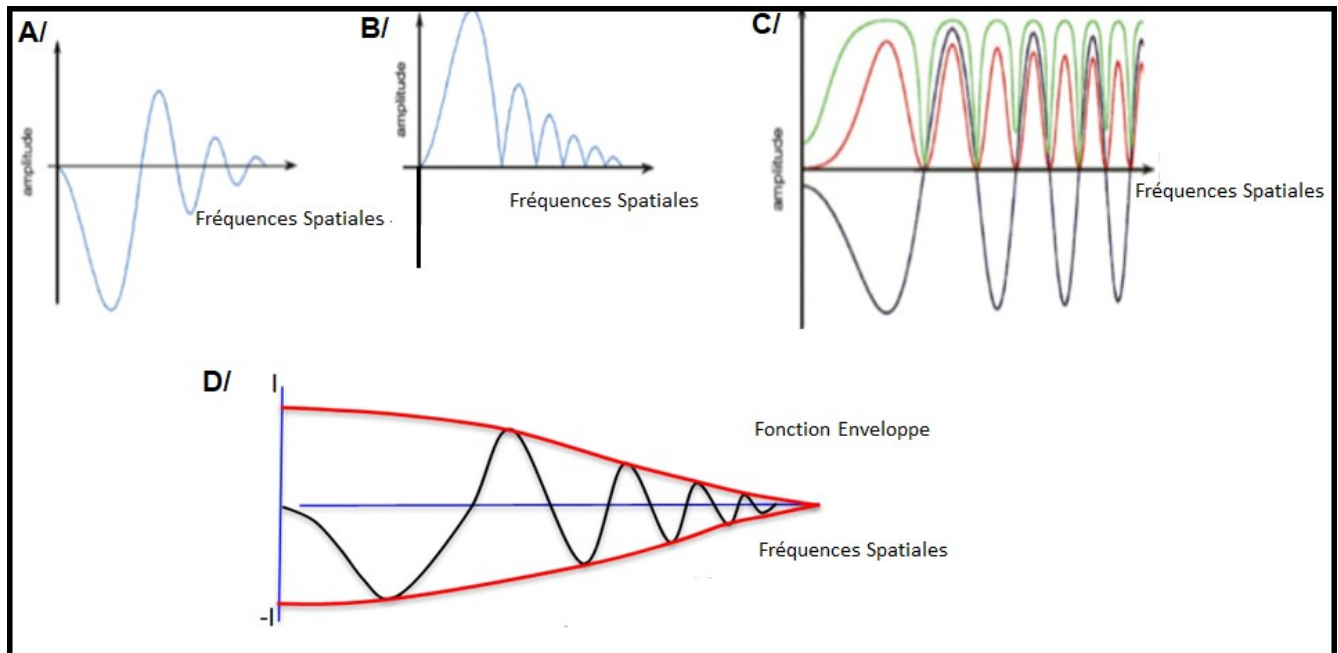 A/
amplitude
Fréquences Spatiales
B/
amplitude
Fréquences Spatiales
C/
amplitude
Fréquences Spatiales
D/
I
Fonction Enveloppe
Fréquences Spatiales
-I